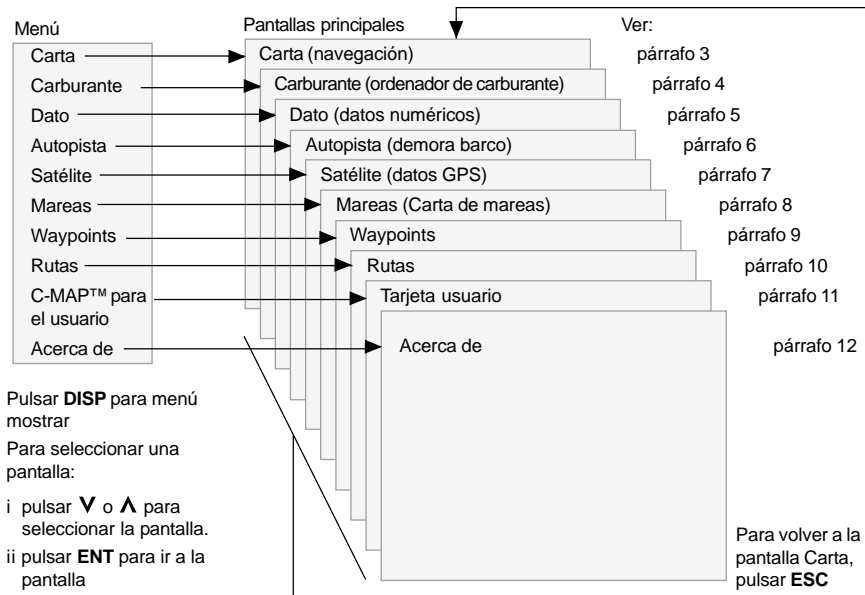 Menú
Carta
Carburante
Dato
Autopista
Satélite
Mareas
Waypoints
Rutas
C-MAP™ para
el usuario
Acerca de
Pantallas principales
Carta (navegación)
Carburante (ordenador de carburante)
Dato (datos numéricos)
Autopista (demora barco)
Satélite (datos GPS)
Mareas (Carta de mareas)
Waypoints
Rutas
Tarjeta usuario
Acerca de
Ver:
párrafo 3
párrafo 4
párrafo 5
párrafo 6
párrafo 7
párrafo 8
párrafo 9
párrafo 10
párrafo 11
párrafo 12
Pulsar DISP para menú
mostrar
Para seleccionar una
pantalla:
i pulsar V o Λ para
seleccionar la pantalla.
ii pulsar ENT para ir a la
pantalla
Para volver a la
pantalla Carta,
pulsar ESC